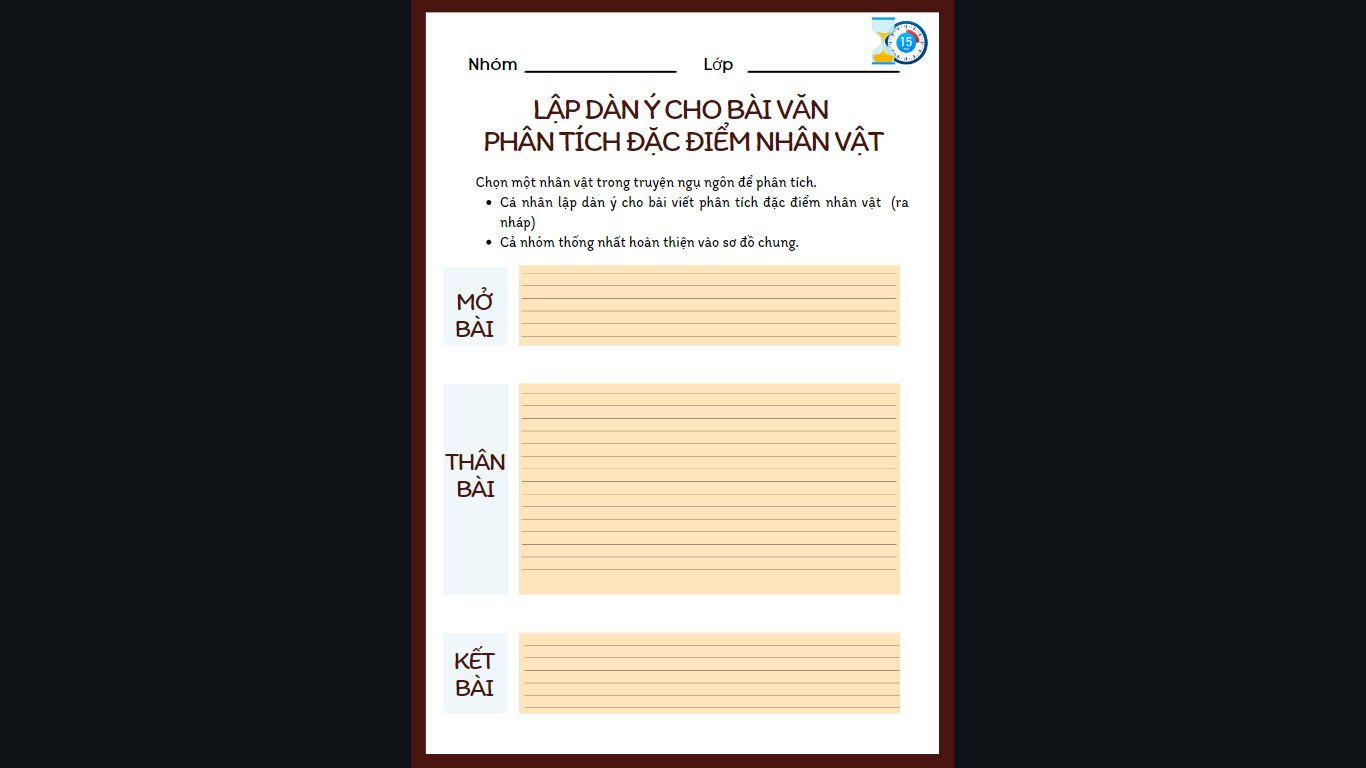 15
Nhóm Lớp
LẬP DÀN Ý CHO BÀI VĂN
PHÂN TÍCH ĐẶC ĐIỂM NHÂN VẬT
Chọn một nhân vật trong truyện ngụ ngôn để phân tích.
Cá nhân lập dàn ý cho bài viết phân tích đặc điểm nhân vật (ra
nháp)
Cả nhóm thống nhất hoàn thiện vào sơ đồ chung.
MỞ
BÀI
THÂN
BÀI
KẾT
BÀI